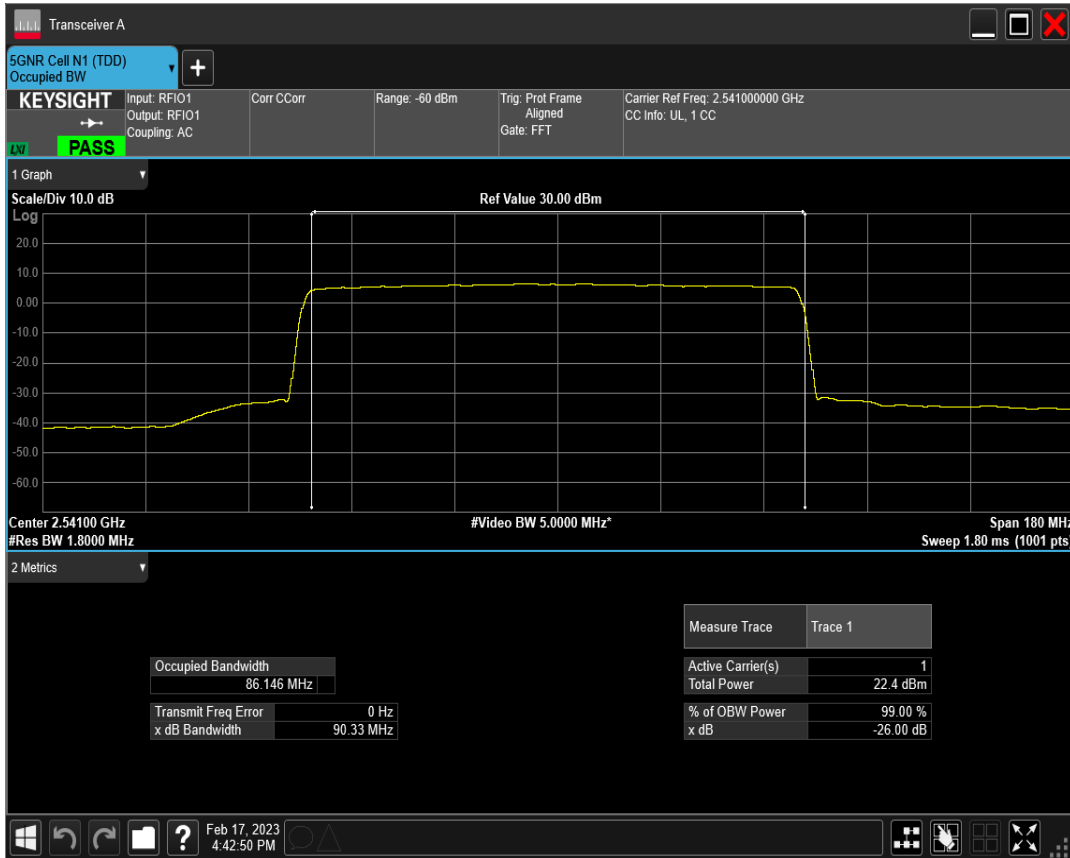 Transceiver A
5GNR Cell N1 (TDD)
Occupied BW
+
KEYSIGHT
LXI
PASS
Input: RFIO1
Output: RFIO1
Coupling: AC
Corr CCorr
Range: -60 dBm
Trig: Prot Frame
Aligned
Gate: FFT
Carrier Ref Freq: 2.541000000 GHz
CC Info: UL, 1 CC
1 Graph
Scale/Div 10.0 dB
Ref Value 30.00 dBm
Log
20.0
10.0
0.00
-10.0
-20.0
-30.0
-40.0
-50.0
-60.0
Center 2.54100 GHz
#Video BW 5.0000 MHz*
Span 180 MHz
#Res BW 1.8000 MHz
Sweep 1.80 ms (1001 pts)
2 Metrics
Measure Trace Trace 1
Occupied Bandwidth
86.146 MHz
Transmit Freq Error 0 Hz
x dB Bandwidth 90.33 MHz
Active Carrier(s) 1
Total Power 22.4 dBm
% of OBW Power 99.00 %
x dB -26.00 dB
?
Feb 17, 2023
4:42:50 PM